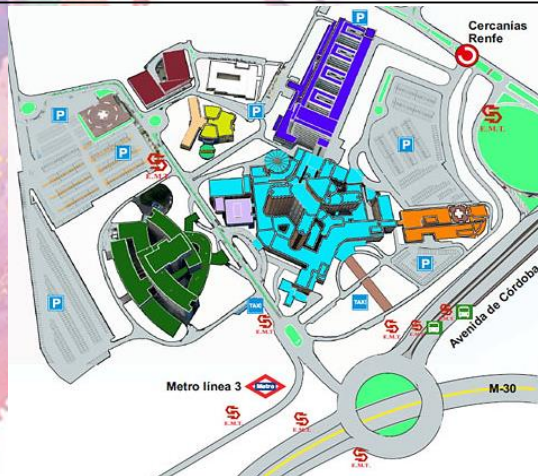 P
Cercanías
Renfe
P
P
P
E.M.T.
P
E.M.T.
P
P
TAXI
TAXI
E.M.T.
E.M.T.
Avenida de Córdoba
Metro línea 3
Metro
M-30
E.M.T.
E.M.T.
E.M.T.